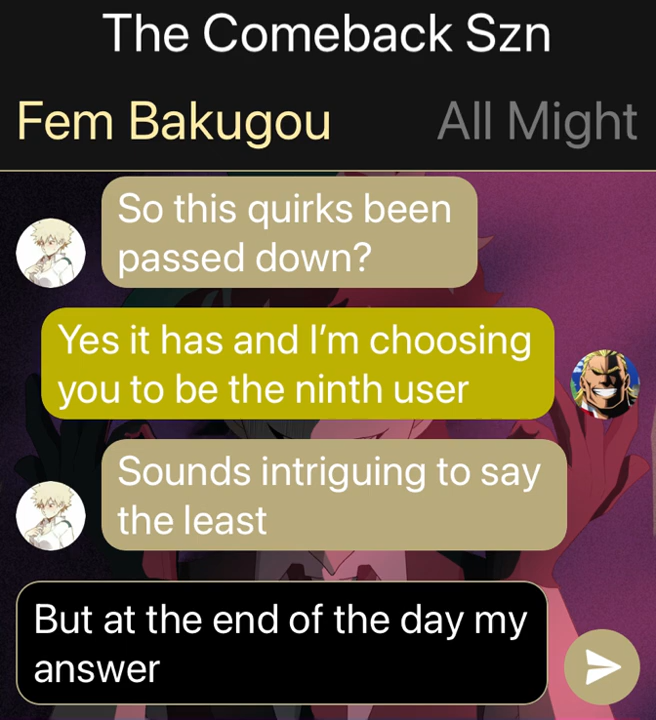 The Comeback Szn
Fem Bakugou All Might
So this quirks been
passed down?
Yes it has and I'm choosing
you to be the ninth user
Sounds intriguing to say
the least
But at the end of the day my
answer